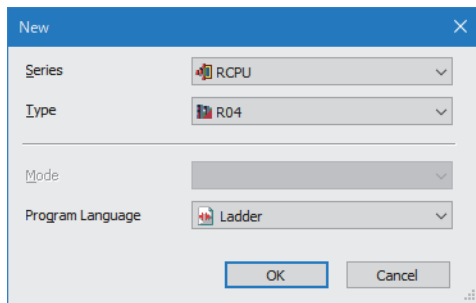 New
Series RCPU
Type R04
Mode
Program Language Ladder
OK Cancel